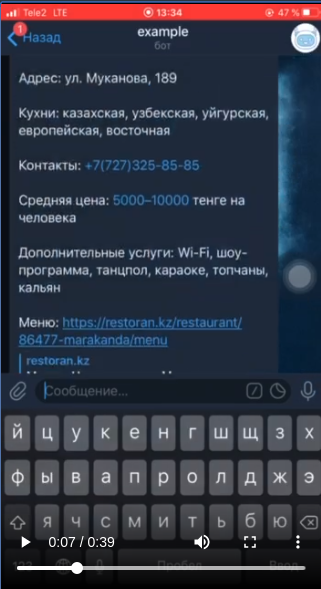 Tele2 LTE 13:34 47 %
1
Назад
example
бот
Адрес: ул. Муканова, 189
Кухни: казахская, узбекская, уйгурская,
европейская, восточная
Контакты: +7(727)325-85-85
Средняя цена: 5000–10000 тенге на
человека
Дополнительные услуги: Wi-Fi, шоу-
программа, танцпол, караоке, топчаны,
кальян
Меню: https://restoran.kz/restaurant/
86477-marakanda/menu
restoran.kz
Сообщение...
й ц у к е н г ш щ з х
ф ы в а п р о л д ж э
я ч с м и т ь б ю
0:07 / 0:39
123 Пробел Ввод